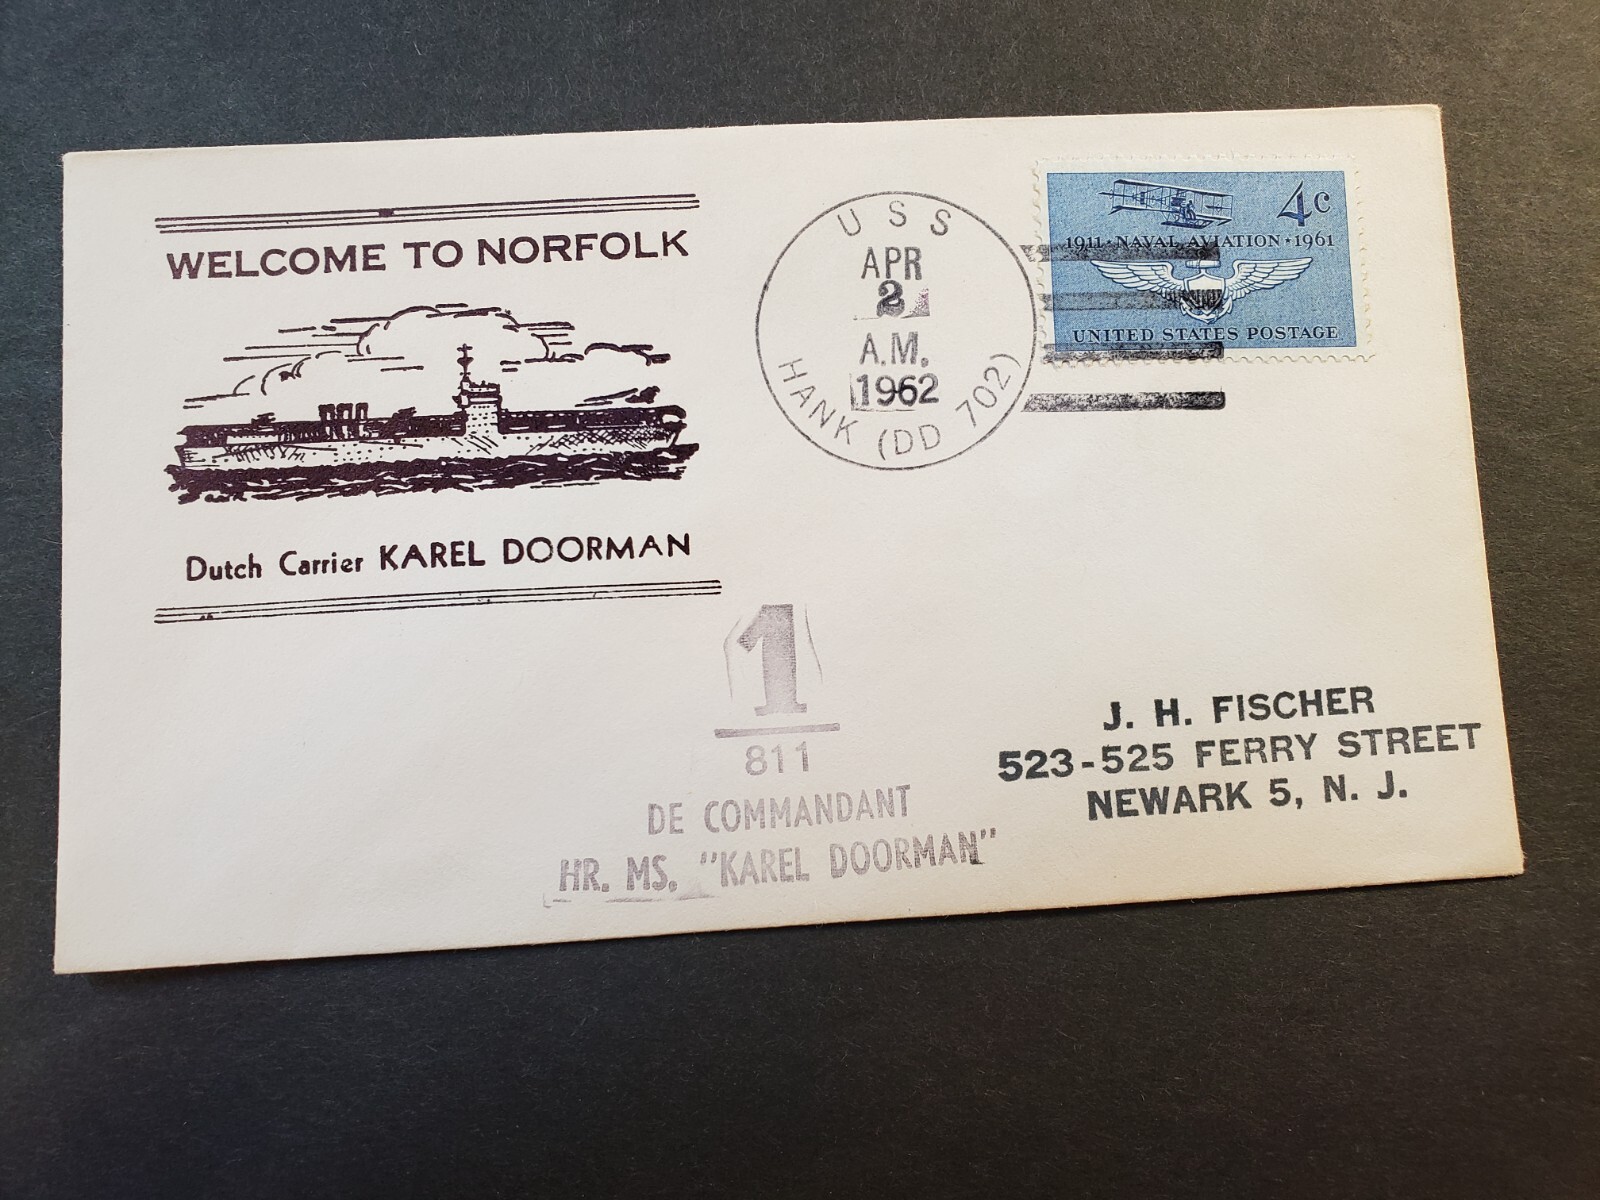 WELCOME TO NORFOLK
Dutch Carrier KAREL DOORMAN
USS
APR
2
A.M.
1962
HANK (DD 702)
4c
1911 • NAVAL AVIATION • 1961
UNITED STATES POSTAGE
1
811
DE COMMANDANT
HR. MS. "KAREL DOORMAN"
J. H. FISCHER
523-525 FERRY STREET
NEWARK 5, N. J.